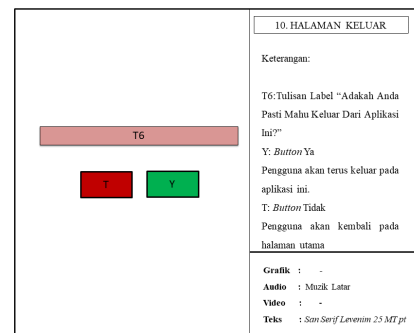 T6
T
Y
10. HALAMAN KELUAR
Keterangan:
T6:Tulisan Label “Adakah Anda
Pasti Mahu Keluar Dari Aplikasi
Ini?”
Y: Button Ya
Pengguna akan terus keluar pada
aplikasi ini.
T: Button Tidak
Pengguna akan kembali pada
halaman utama
Grafik : -
Audio : Muzik Latar
Video : -
Teks : San Serif Levenim 25 MT pt